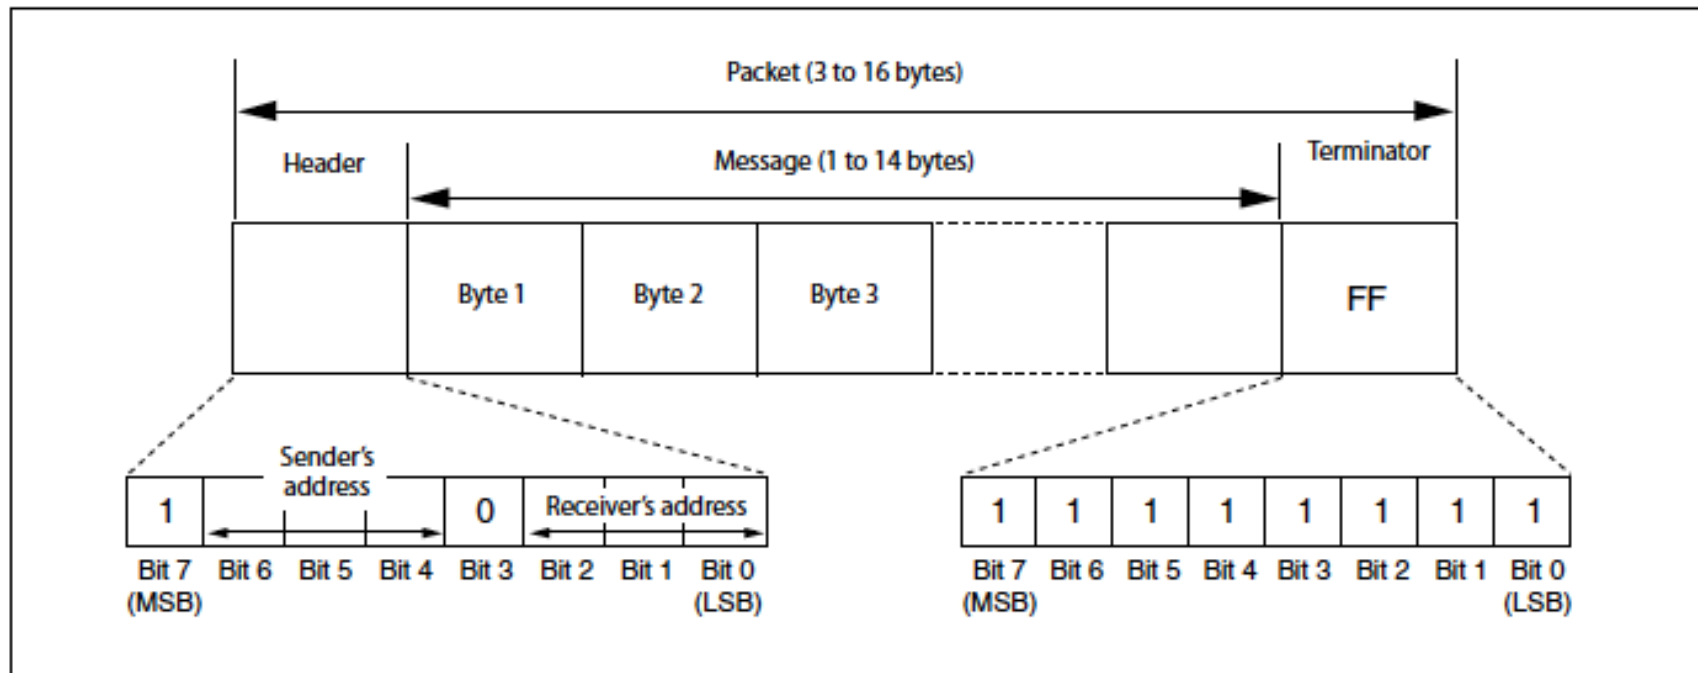 Packet (3 to 16 bytes)
Header
Message (1 to 14 bytes)
Terminator
Byte 1
Byte 2
Byte 3
FF
Sender's
address
1
0
Receiver's address
Bit 7
(MSB)
Bit 6
Bit 5
Bit 4
Bit 3
Bit 2
Bit 1
Bit 0
(LSB)
1 1 1 1 1 1 1 1
Bit 7
(MSB)
Bit 6
Bit 5
Bit 4
Bit 3
Bit 2
Bit 1
Bit 0
(LSB)